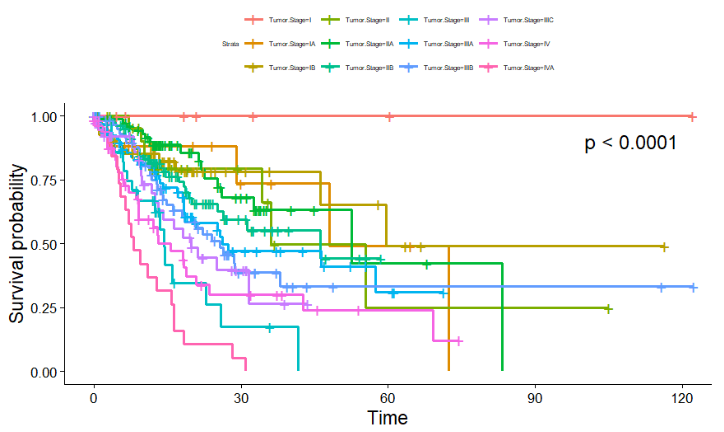 Tumor.Stage=I Tumor.Stage=II Tumor.Stage=III Tumor.Stage=IIIC
Strata Tumor.Stage=IA Tumor.Stage=IIA Tumor.Stage=IIIA Tumor.Stage=IV
Tumor.Stage=IB Tumor.Stage=IIB Tumor.Stage=IIIB Tumor.Stage=IVA
1.00
p < 0.0001
0.75
Survival probability
0.50
0.25
0.00
0 30 60 90 120
Time